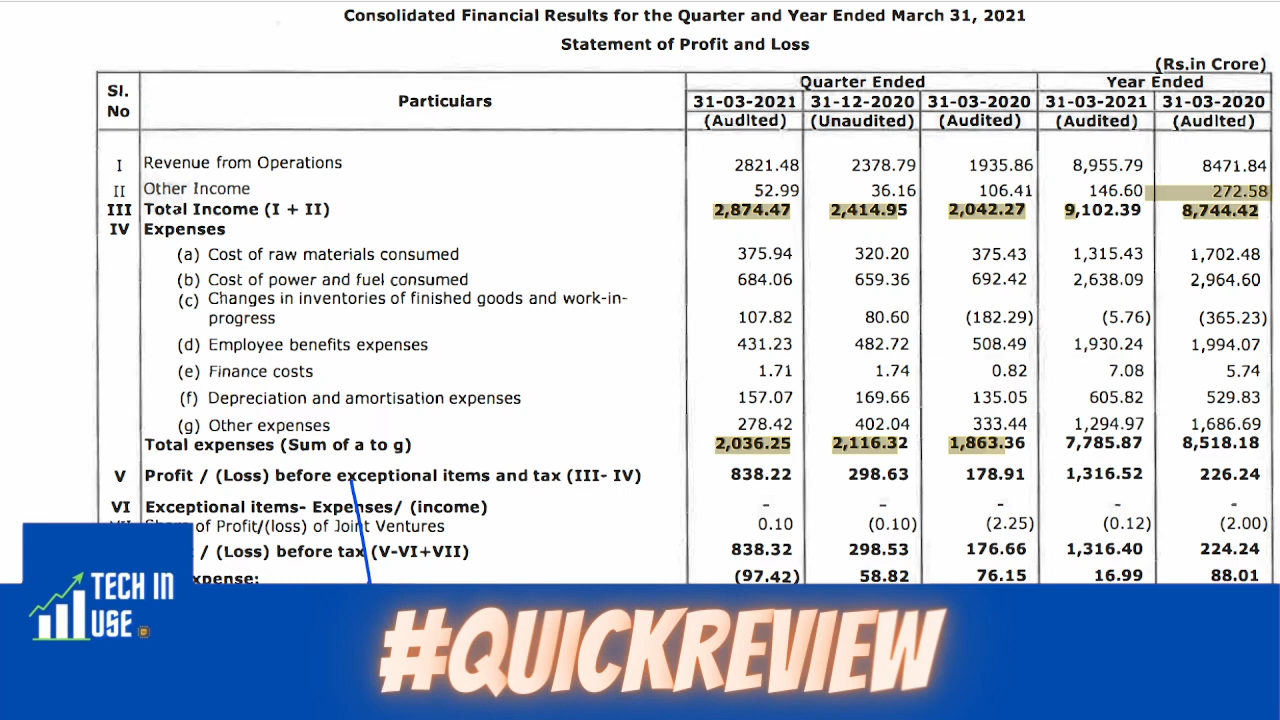 Consolidated Financial Results for the Quarter and Year Ended March 31, 2021
Statement of Profit and Loss
(Rs.in Crore)
Sl. No Particulars Quarter Ended Year Ended
31-03-2021 31-12-2020 31-03-2020 31-03-2021 31-03-2020
(Audited) (Unaudited) (Audited) (Audited) (Audited)
I Revenue from Operations 2821.48 2378.79 1935.86 8,955.79 8471.84
II Other Income 52.99 36.16 106.41 146.60 272.58
III Total Income (I + II) 2,874.47 2,414.95 2,042.27 9,102.39 8,744.42
IV Expenses
(a) Cost of raw materials consumed 375.94 320.20 375.43 1,315.43 1,702.48
(b) Cost of power and fuel consumed 684.06 659.36 692.42 2,638.09 2,964.60
(c) Changes in inventories of finished goods and work-in-
progress 107.82 80.60 (182.29) (5.76) (365.23)
(d) Employee benefits expenses 431.23 482.72 508.49 1,930.24 1,994.07
(e) Finance costs 1.71 1.74 0.82 7.08 5.74
(f) Depreciation and amortisation expenses 157.07 169.66 135.05 605.82 529.83
(g) Other expenses 278.42 402.04 333.44 1,294.97 1,686.69
Total expenses (Sum of a to g) 2,036.25 2,116.32 1,863.36 7,785.87 8,518.18
V Profit / (Loss) before exceptional items and tax (III- IV) 838.22 298.63 178.91 1,316.52 226.24
VI Exceptional items- Expenses/ (income) - - - - -
of Profit/(loss) of Joint Ventures 0.10 (0.10) (2.25) (0.12) (2.00)
/ (Loss) before tax (V-VI+VII) 838.32 298.53 176.66 1,316.40 224.24
(97.42) 58.82 76.15 16.99 88.01
TECH IN
USE
#QUICKREVIEW